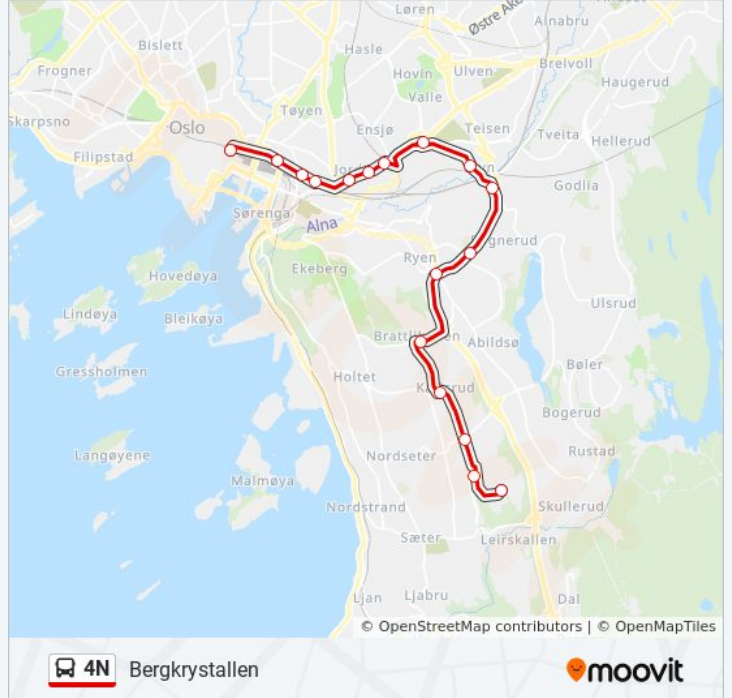 Løren
Østre Ake
Alnabru
Bislett
Hasle
Breivoll
Frogner
Hovin
Ulven
Haugerud
Valle
Tøyen
Skarpsno
Oslo
Ensjø
Teisen
Tveita
Hellerud
Filipstad
Godlia
Sørenga
Alna
Ryen
Ekeberg
Hovedøya
Ulsrud
Lindøya
Bleikøya
Abildsø
Gressholmen
Holtet
Bøler
Bogerud
Nordseter
Rustad
Langøyene
Malmøya
Nordstrand
Skullerud
Sæter
Leirskallen
Ljan
Ljabru
Dal
© OpenStreetMap contributors | © OpenMapTiles
4N Bergkrystallen
moovit